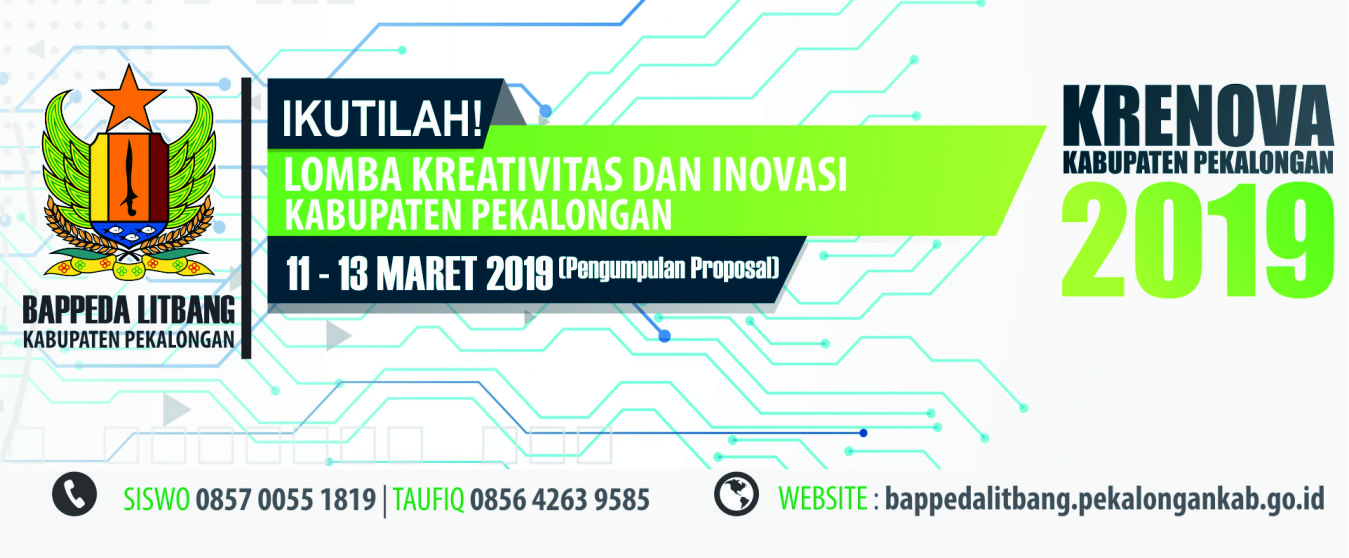 BAPPEDA LITBANG
KABUPATEN PEKALONGAN
IKUTILAH!
LOMBA KREATIVITAS DAN INOVASI
KABUPATEN PEKALONGAN
11 - 13 MARET 2019 (Pengumpulan Proposal)
KRENOVA
KABUPATEN PEKALONGAN
2019
SISWO 0857 0055 1819 | TAUFIQ 0856 4263 9585
WEBSITE : bappedalitbang.pekalongankab.go.id